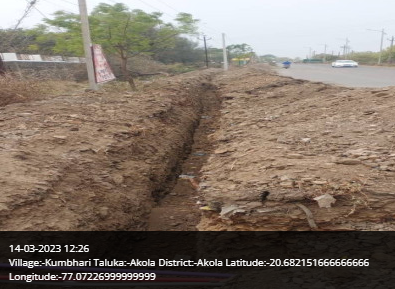 14-03-2023 12:26
Village:-Kumbhari Taluka:-Akola District:-Akola Latitude:-20.682151666666666
Longitude:-77.07226999999999